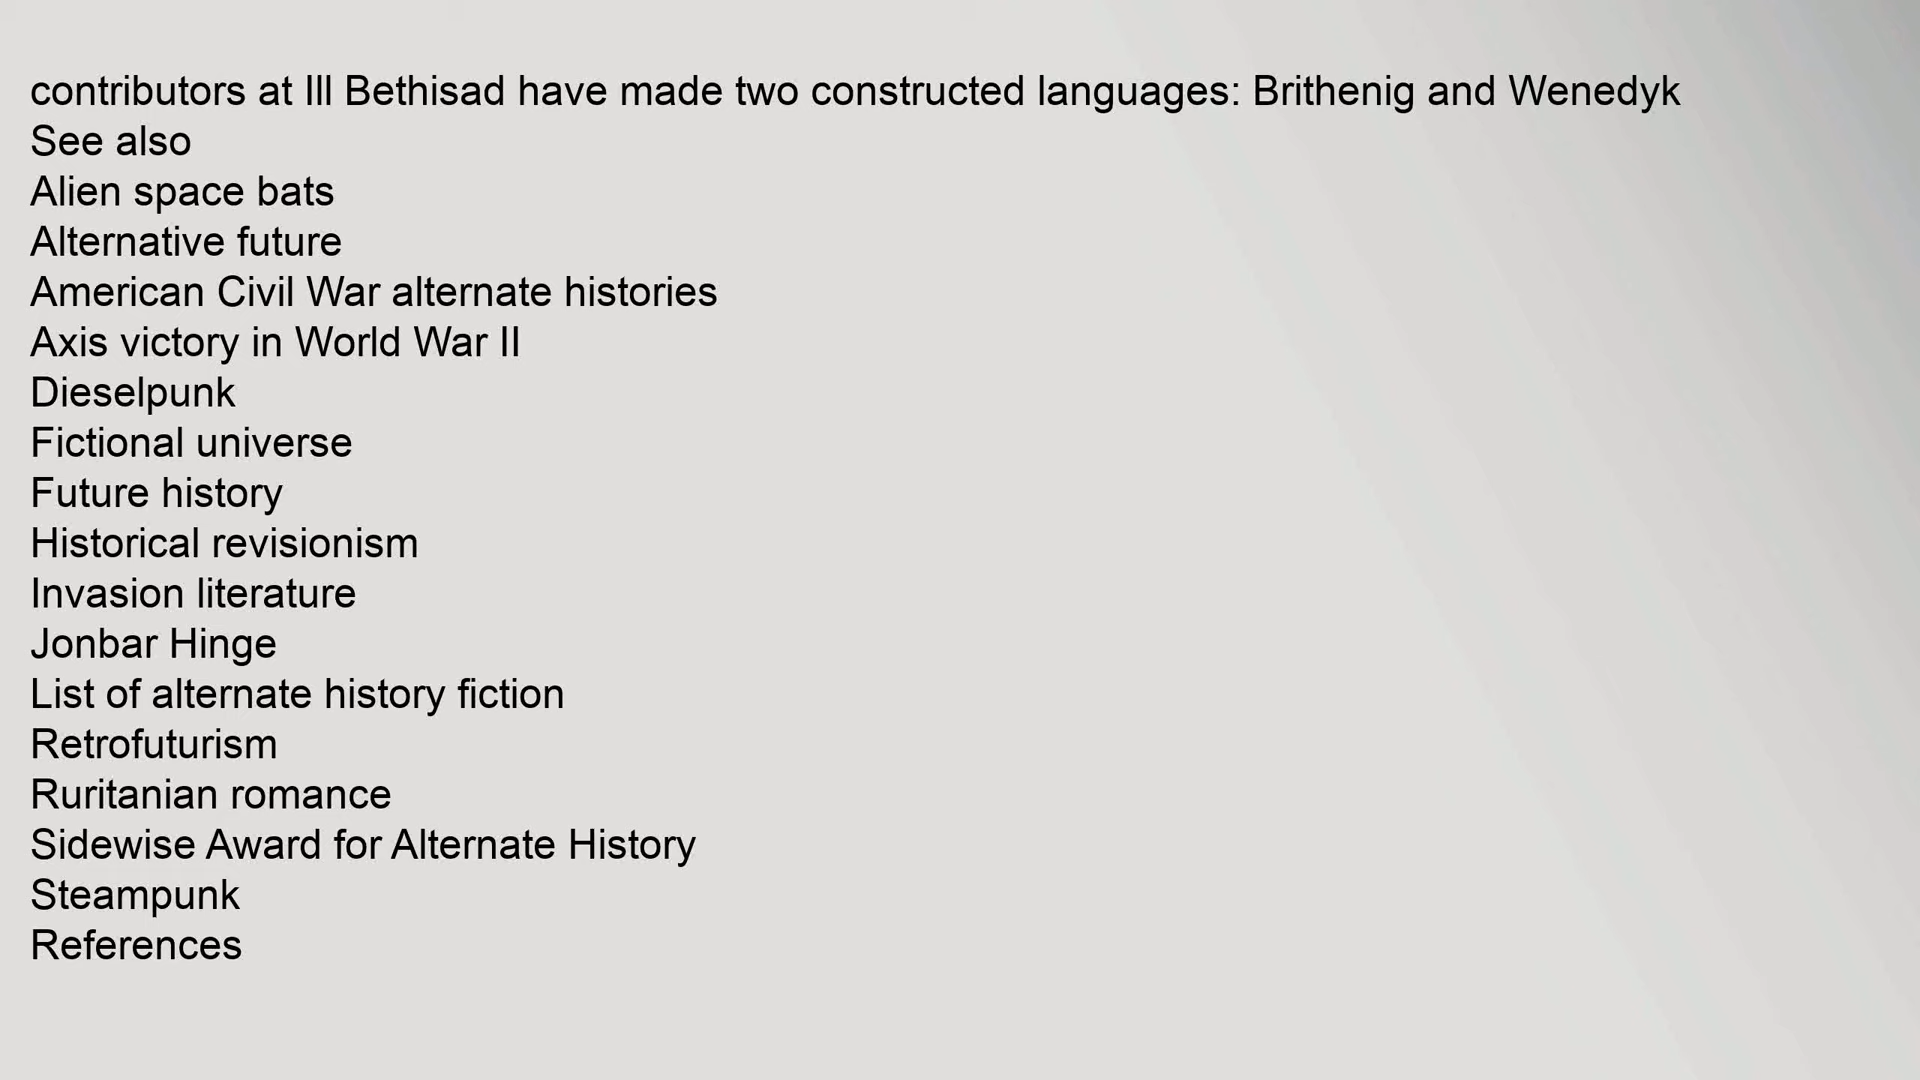 contributors at Ill Bethisad have made two constructed languages: Brithenig and Wenedyk
See also
Alien space bats
Alternative future
American Civil War alternate histories
Axis victory in World War II
Dieselpunk
Fictional universe
Future history
Historical revisionism
Invasion literature
Jonbar Hinge
List of alternate history fiction
Retrofuturism
Ruritanian romance
Sidewise Award for Alternate History
Steampunk
References